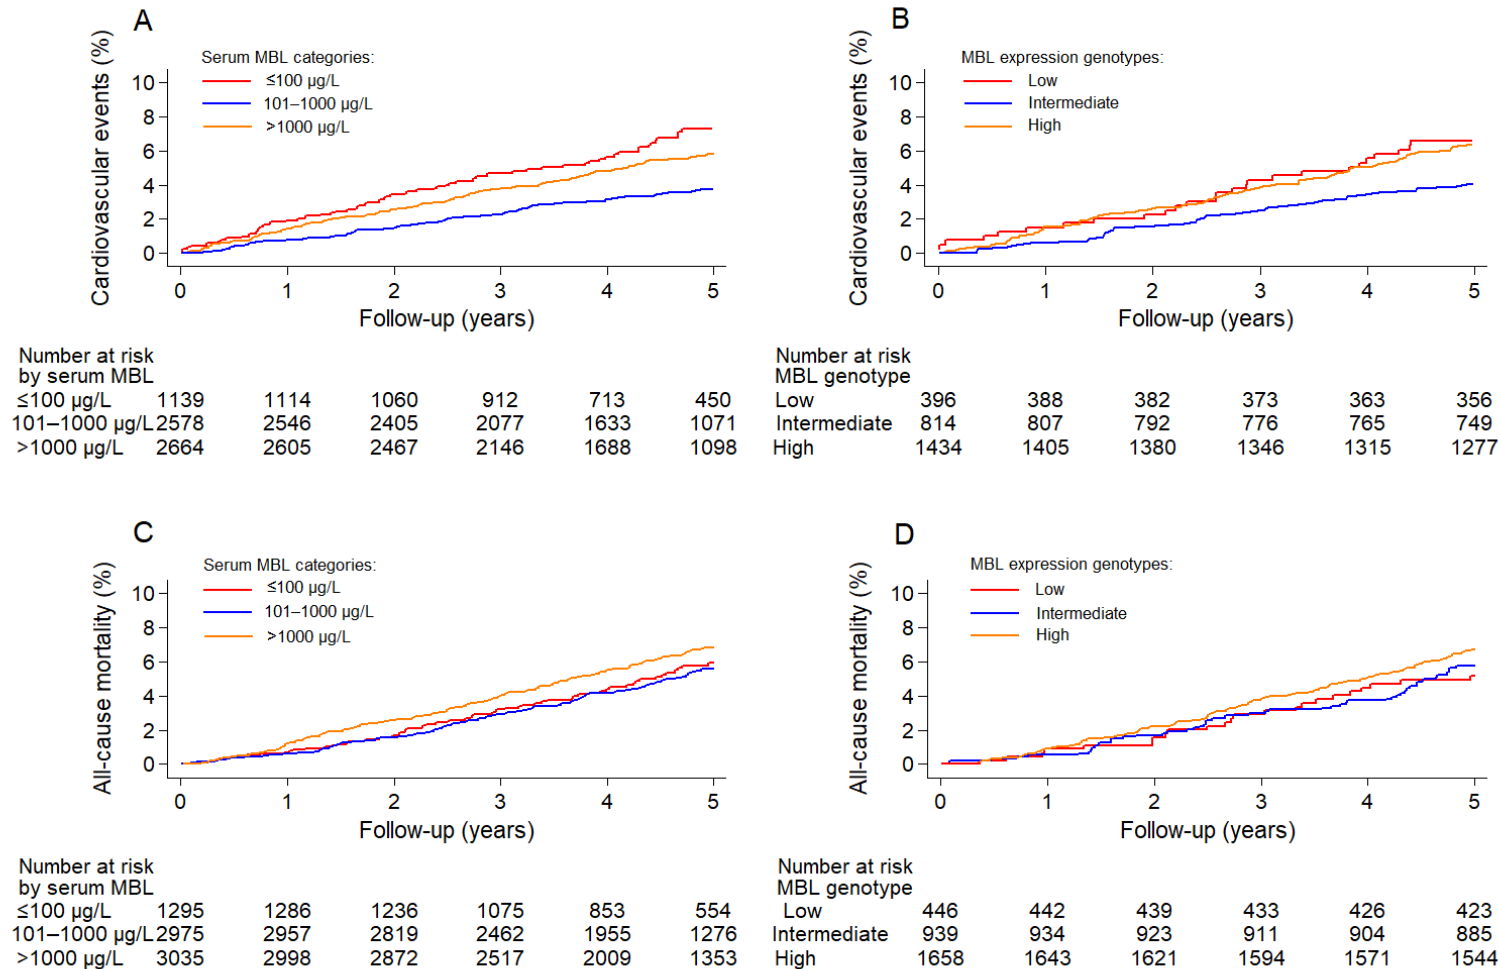 A
Cardiovascular events (%)
Serum MBL categories:
≤100 µg/L
101–1000 µg/L
>1000 µg/L
10
8
6
4
2
0
0 1 2 3 4 5
Follow-up (years)
Number at risk
by serum MBL
≤100 µg/L 1139 1114 1060 912 713 450
101–1000 µg/L 2578 2546 2405 2077 1633 1071
>1000 µg/L 2664 2605 2467 2146 1688 1098
B
Cardiovascular events (%)
MBL expression genotypes:
Low
Intermediate
High
10
8
6
4
2
0
0 1 2 3 4 5
Follow-up (years)
Number at risk
MBL genotype
Low 396 388 382 373 363 356
Intermediate 814 807 792 776 765 749
High 1434 1405 1380 1346 1315 1277
C
All-cause mortality (%)
Serum MBL categories:
≤100 µg/L
101–1000 µg/L
>1000 µg/L
10
8
6
4
2
0
0 1 2 3 4 5
Follow-up (years)
Number at risk
by serum MBL
≤100 µg/L 1295 1286 1236 1075 853 554
101–1000 µg/L 2975 2957 2819 2462 1955 1276
>1000 µg/L 3035 2998 2872 2517 2009 1353
D
All-cause mortality (%)
MBL expression genotypes:
Low
Intermediate
High
10
8
6
4
2
0
0 1 2 3 4 5
Follow-up (years)
Number at risk
MBL genotype
Low 446 442 439 433 426 423
Intermediate 939 934 923 911 904 885
High 1658 1643 1621 1594 1571 1544